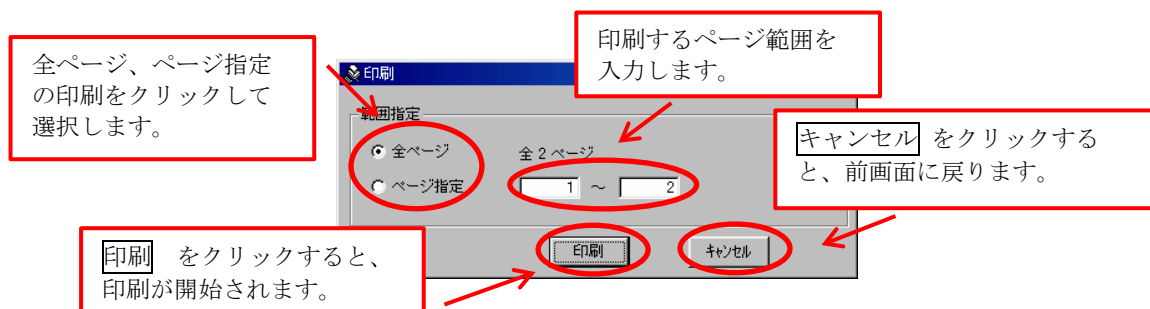 全ページ、ページ指定
の印刷をクリックして
選択します。
印刷するページ範囲を
入力します。
印刷
範囲指定
全ページ
全 2 ページ
ページ指定
1 ～ 2
キャンセル をクリックする
と、前画面に戻ります。
印刷
キャンセル
印刷 をクリックすると、
印刷が開始されます。